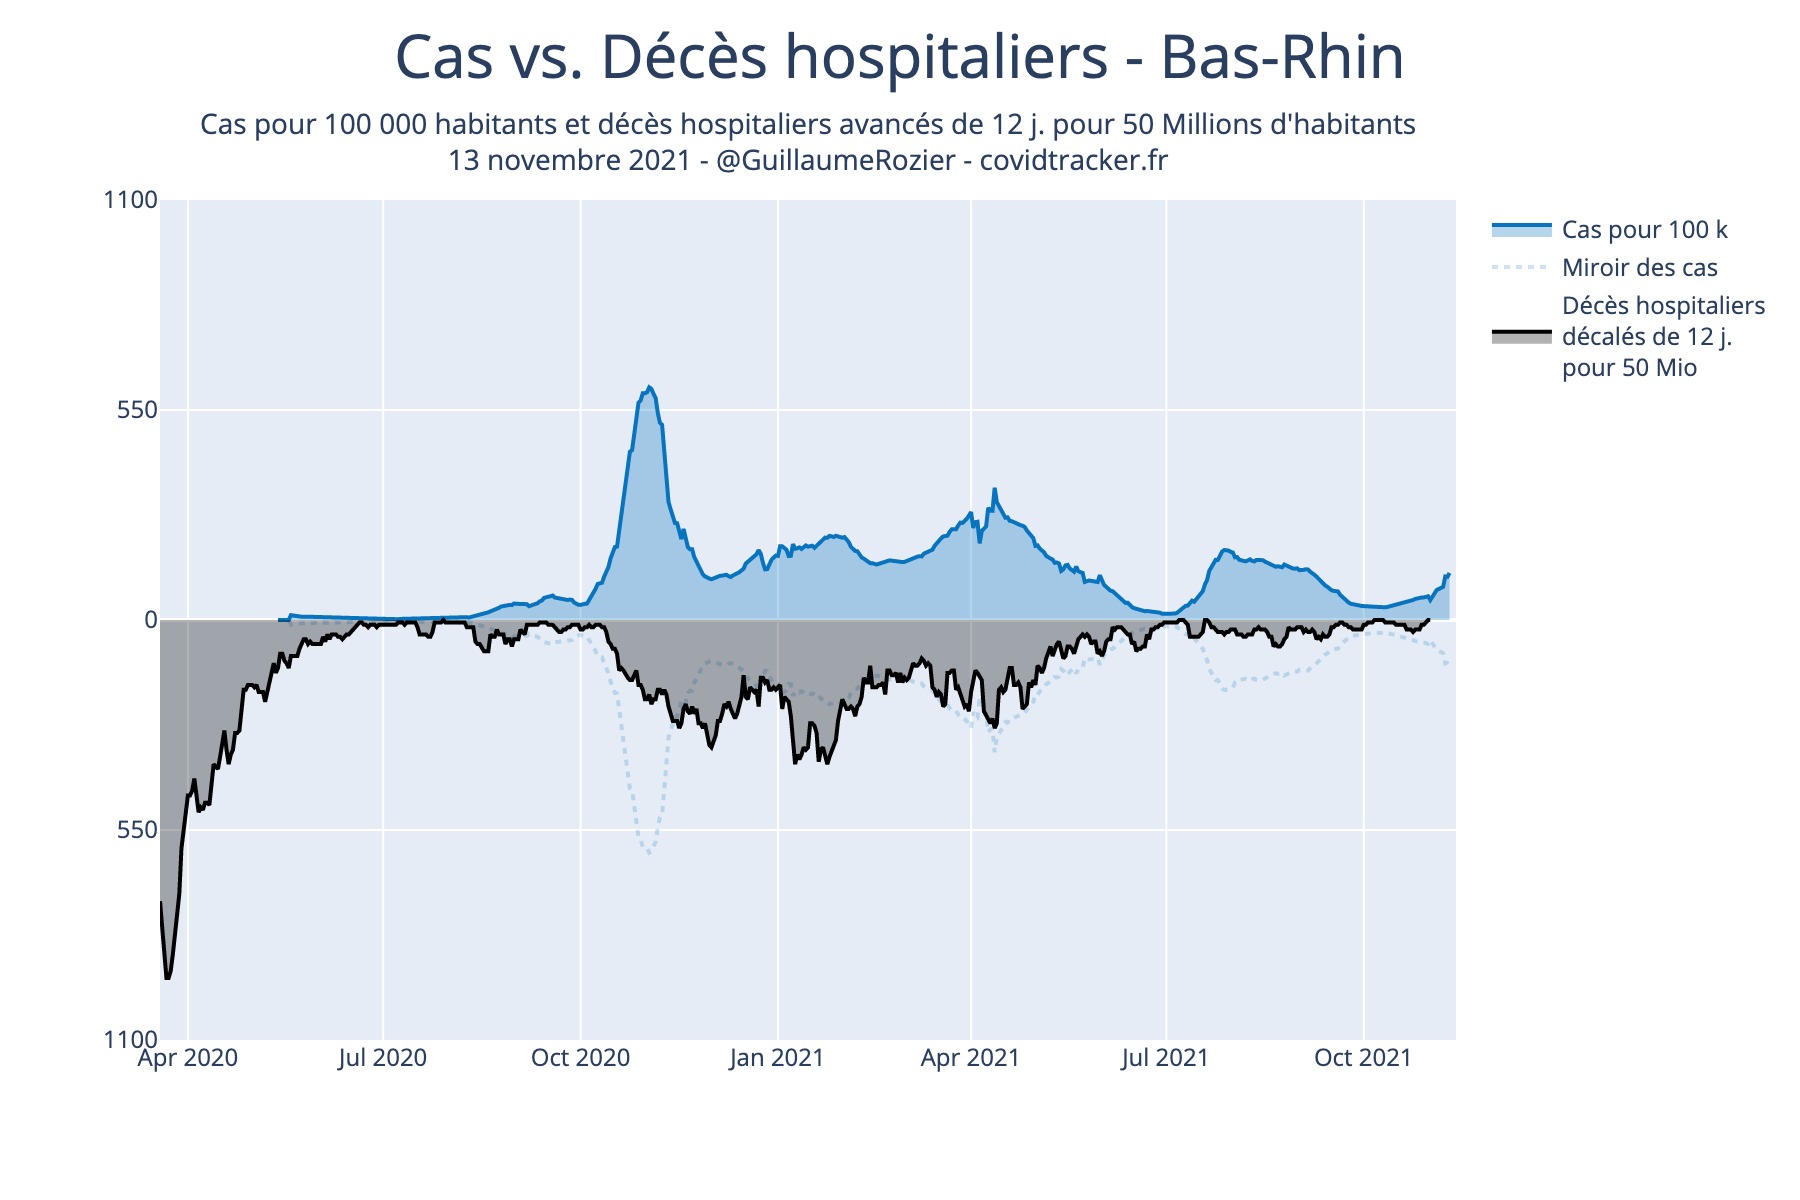 Cas vs. Décès hospitaliers - Bas-Rhin
Cas pour 100 000 habitants et décès hospitaliers avancés de 12 j. pour 50 Millions d'habitants
13 novembre 2021 - @GuillaumeRozier - covidtracker.fr
1100
550
0
550
1100
Apr 2020
Jul 2020
Oct 2020
Jan 2021
Apr 2021
Jul 2021
Oct 2021
Cas pour 100 k
Miroir des cas
Décès hospitaliers
décalés de 12 j.
pour 50 Mio